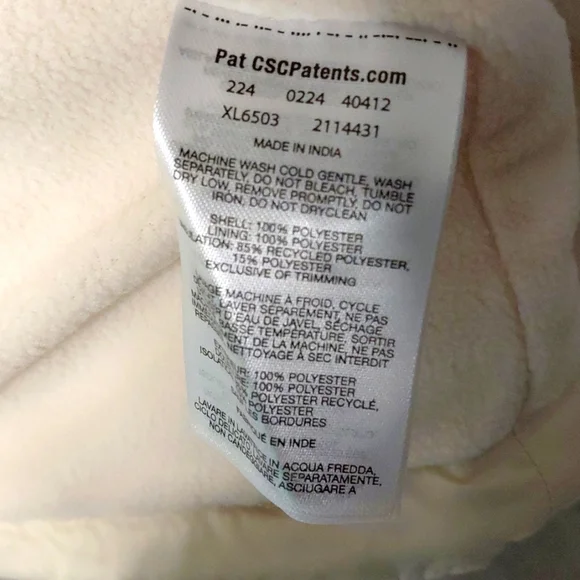 Pat CSCPatents.com
224 0224 40412
XL6503 2114431
MADE IN INDIA
MACHINE WASH COLD GENTLE, WASH
SEPARATELY, DO NOT BLEACH, TUMBLE
DRY LOW, REMOVE PROMPTLY, DO NOT
IRON, DO NOT DRYCLEAN
SHELL: 100% POLYESTER
LINING: 100% POLYESTER
85% RECYCLED POLYESTER,
15% POLYESTER
EXCLUSIVE OF TRIMMING
MACHINE À FROID, CYCLE
LAVER SÉPARÉMENT, NE PAS
D'EAU DE JAVEL, SÉCHAGE
BASSE TEMPÉRATURE, SORTIR
DE LA MACHINE, NE PAS
NETTOYAGE À SEC INTERDIT
100% POLYESTER
100% POLYESTER
POLYESTER RECYCLÉ,
POLYESTER
BORDURES
EN INDE
LAVARE IN IN ACQUA FREDDA,
CICLO SEPARATAMENTE,
NON CANDEGGIARE, ASCIUGARE A